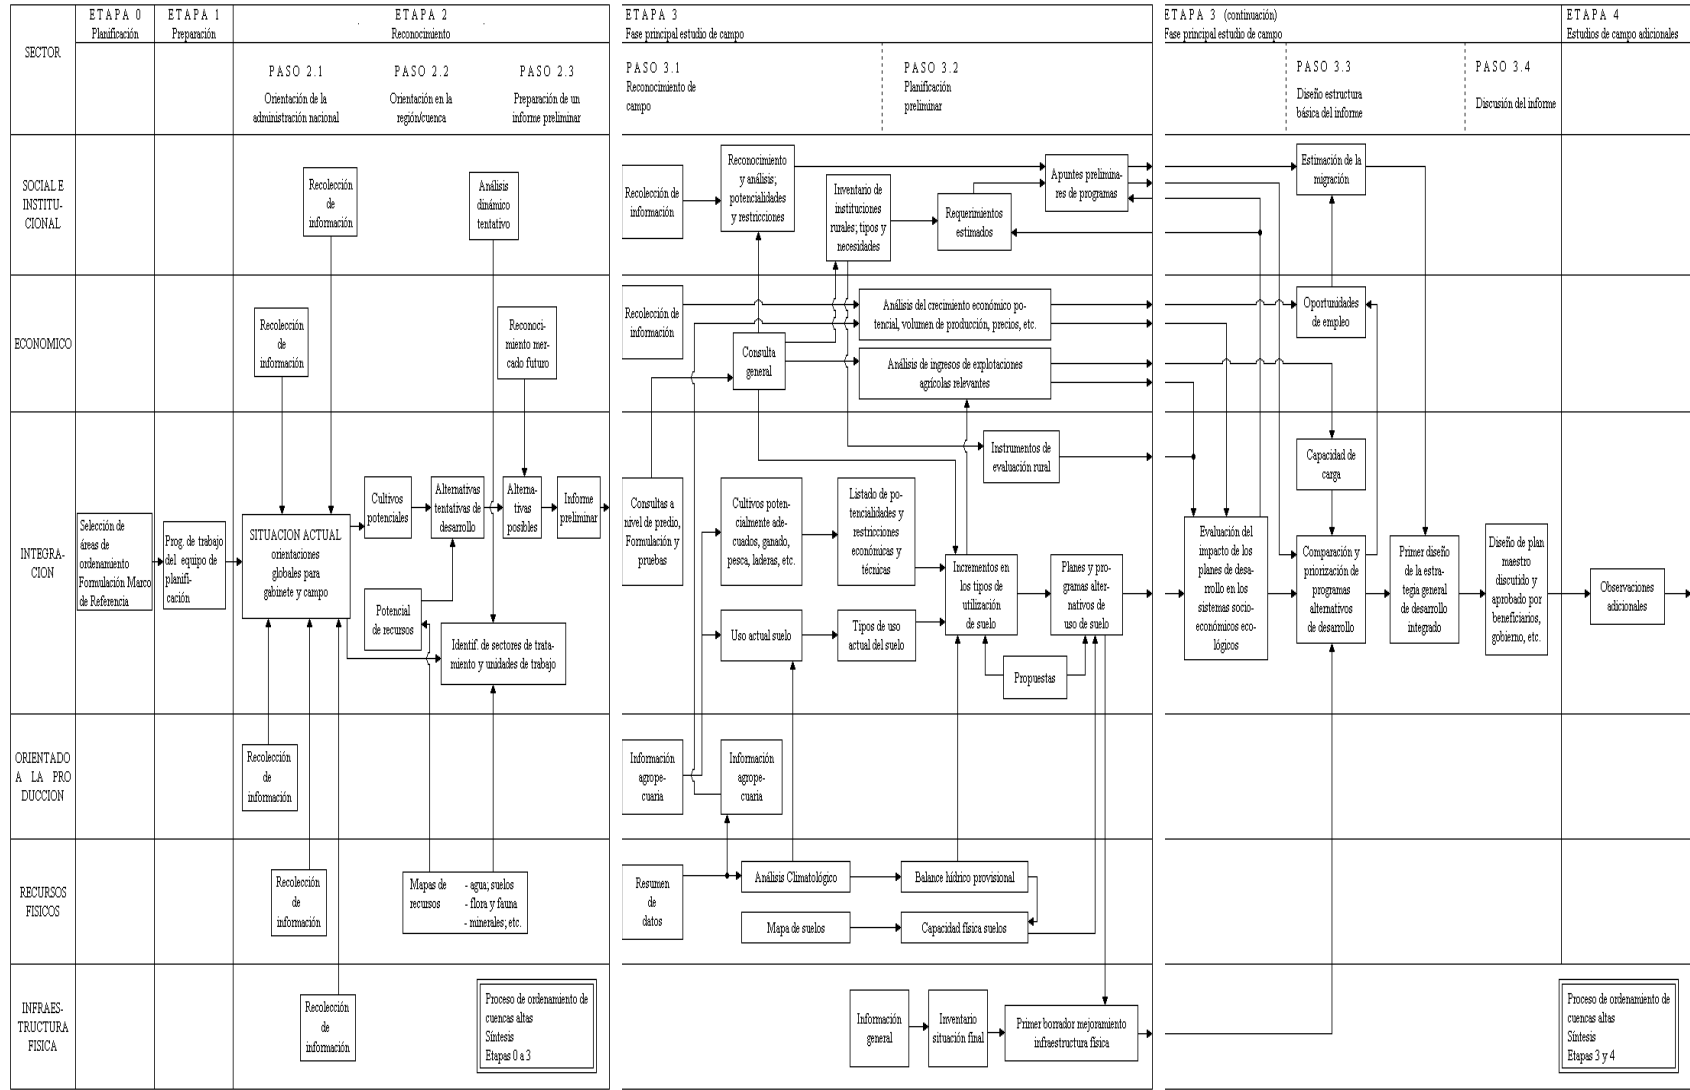 SECTOR
ETAPA 0
Planificación
ETAPA 1
Preparación
ETAPA 2
Reconocimiento
PASO 2.1
Orientación de la
administración nacional
PASO 2.2
Orientación en la
región/cuenca
PASO 2.3
Preparación de un
informe preliminar
ETAPA 3
Fase principal estudio de campo
PASO 3.1
Reconocimiento de
campo
PASO 3.2
Planificación
preliminar
ETAPA 3 (continuación)
Fase principal estudio de campo
PASO 3.3
Diseño estructura
básica del informe
PASO 3.4
Discusión del informe
ETAPA 4
Estudios de campo adicionales
SOCIAL E
INSTITU-
CIONAL
Recolección
de
información
Análisis
dinámico
tentativo
Recolección de
información
Reconocimiento
y análisis;
potencialidades
y restricciones
Inventario de
instituciones
rurales; tipos y
necesidades
Requerimientos
estimados
Apuntes prelimina-
res de programas
Estimación de la
migración
ECONOMICO
Recolección
de
información
Reconoci-
miento mer-
cado futuro
Recolección de
información
Consulta
general
Análisis del crecimiento económico po-
tencial, volumen de producción, precios, etc.
Análisis de ingresos de explotaciones
agrícolas relevantes
Oportunidades
de empleo
INTEGRA-
CION
Selección de
áreas de
ordenamiento
Formulación Marco
de Referencia
Prog. de trabajo
del equipo de
planifi-
cación
SITUACION ACTUAL
orientaciones
globales para
gabinete y campo
Cultivos
potenciales
Alternativas
tentativas de
desarrollo
Alterna-
tivas
posibles
Informe
preliminar
Potencial
de recursos
Identif. de sectores de trata-
miento y unidades de trabajo
Consultas a
nivel de predio,
Formulación y
pruebas
Cultivos poten-
cialmente ade-
cuados, ganado,
pesca, laderas, etc.
Listado de po-
tencialidades y
restricciones
económicas y
técnicas
Instrumentos de
evaluación rural
Uso actual suelo
Tipos de uso
actual del suelo
Incrementos en
los tipos de
utilización
de suelo
Planes y pro-
gramas alter-
nativos de
uso de suelo
Propuestas
Capacidad de
carga
Evaluación del
impacto de los
planes de desa-
rrollo en los
sistemas socio-
económicos eco-
lógicos
Comparación y
priorización de
programas
alternativos
de desarrollo
Primer diseño
de la estra-
tegia general
de desarrollo
integrado
Diseño de plan
maestro
discutido y
aprobado por
beneficiarios,
gobierno, etc.
Observaciones
adicionales
ORIENTADO
A LA PRO
DUCCION
Recolección
de
información
Información
agrope-
cuaria
Información
agrope-
cuaria
RECURSOS
FISICOS
Recolección
de
información
Mapas de
recursos
- agua; suelos
- flora y fauna
- minerales; etc.
Resumen
de
datos
Análisis Climatológico
Balance hídrico provisional
Mapa de suelos
Capacidad física suelos
INFRAES-
TRUCTURA
FISICA
Recolección
de
información
Proceso de ordenamiento de
cuencas altas
Síntesis
Etapas 0 a 3
Información
general
Inventario
situación final
Primer borrador mejoramiento
infraestructura física
Proceso de ordenamiento de
cuencas altas
Síntesis
Etapas 3 y 4